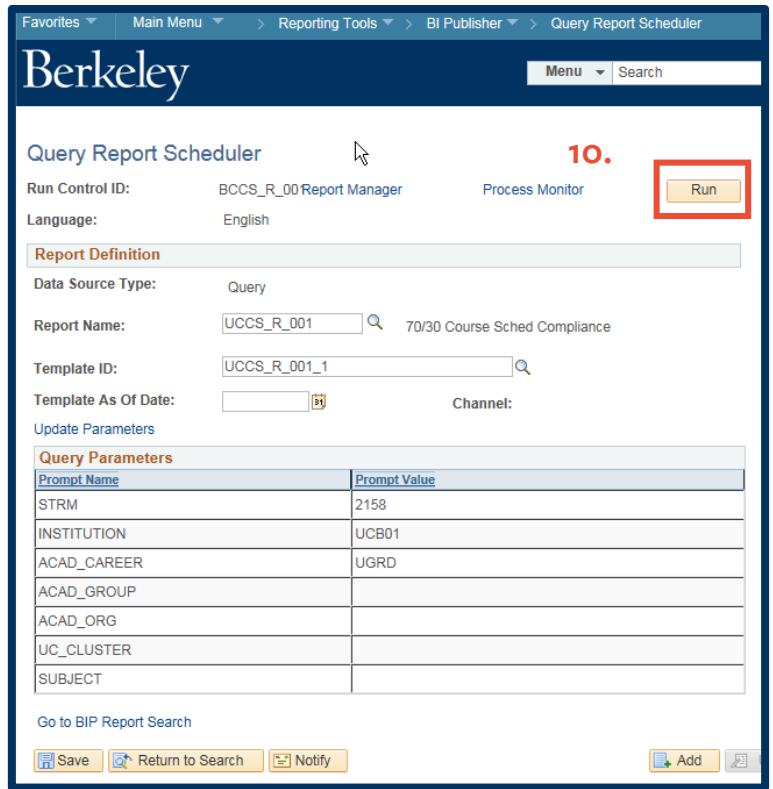 Favorites Main Menu > Reporting Tools > BI Publisher > Query Report Scheduler
Berkeley
Menu Search
Query Report Scheduler
10.
Run Control ID: BCCS_R_001 Report Manager Process Monitor Run
Language: English
Report Definition
Data Source Type: Query
Report Name: UCCS_R_001 70/30 Course Sched Compliance
Template ID: UCCS_R_001_1
Template As Of Date: 31 Channel:
Update Parameters
Query Parameters
Prompt Name Prompt Value
STRM 2158
INSTITUTION UCB01
ACAD_CAREER UGRD
ACAD_GROUP
ACAD_ORG
UC_CLUSTER
SUBJECT
Go to BIP Report Search
Save Return to Search Notify Add